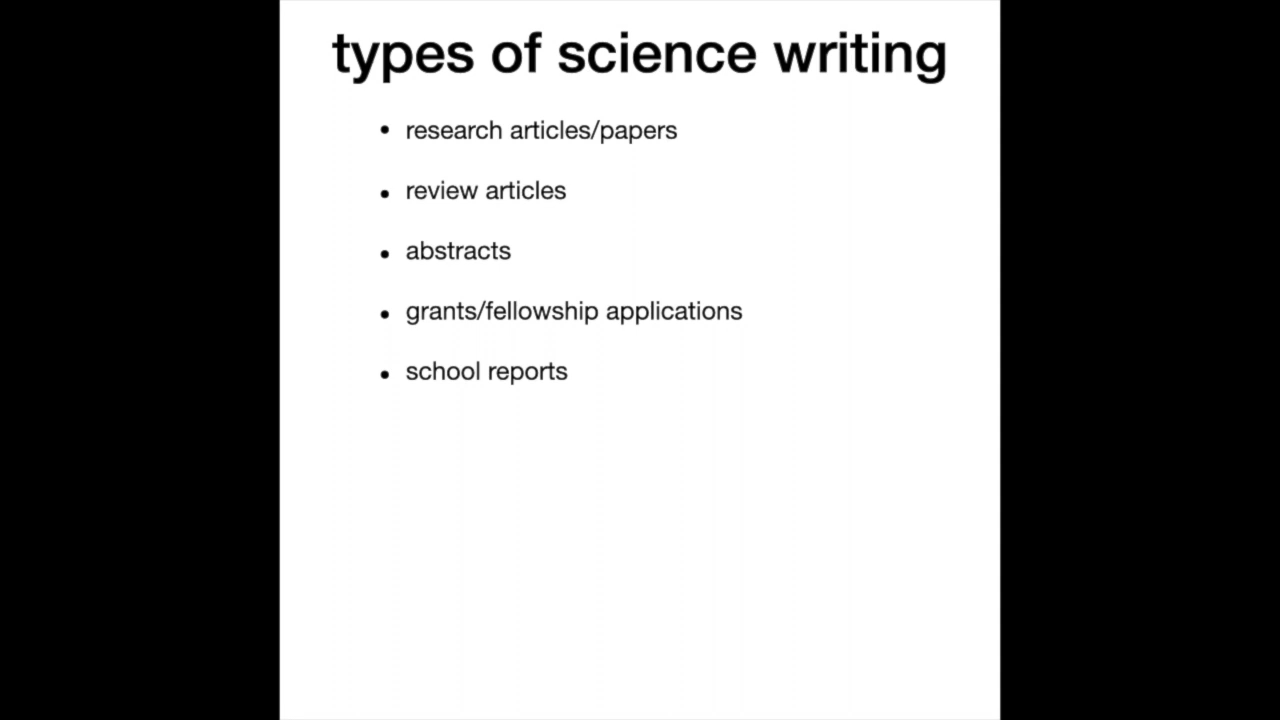 types of science writing
• research articles/papers
• review articles
• abstracts
• grants/fellowship applications
• school reports